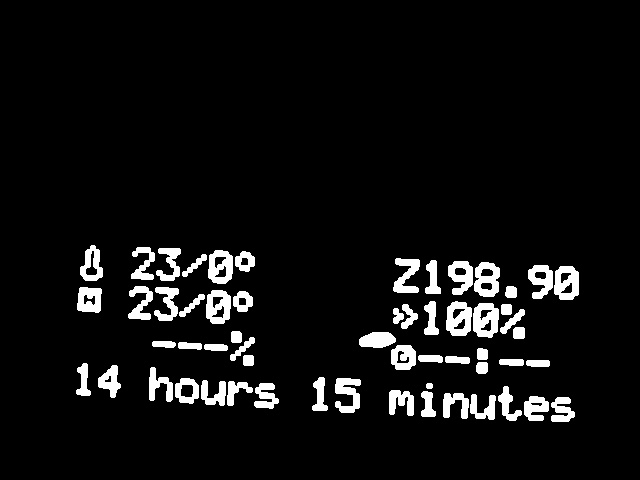 23/0° Z198.90
23/0° »100%
---% --:--
14 hours 15 minutes